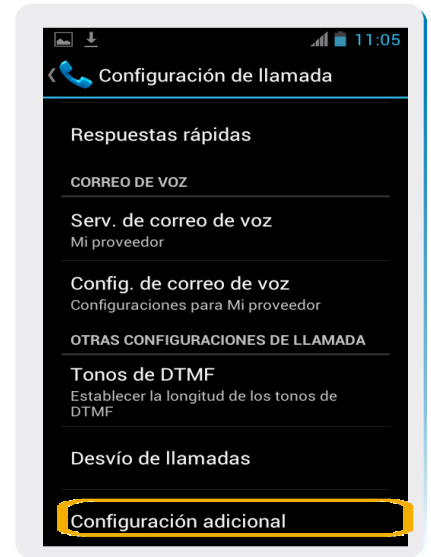 11:05
Configuración de llamada
Respuestas rápidas
CORREO DE VOZ
Serv. de correo de voz
Mi proveedor
Config. de correo de voz
Configuraciones para Mi proveedor
OTRAS CONFIGURACIONES DE LLAMADA
Tonos de DTMF
Establecer la longitud de los tonos de
DTMF
Desvío de llamadas
Configuración adicional